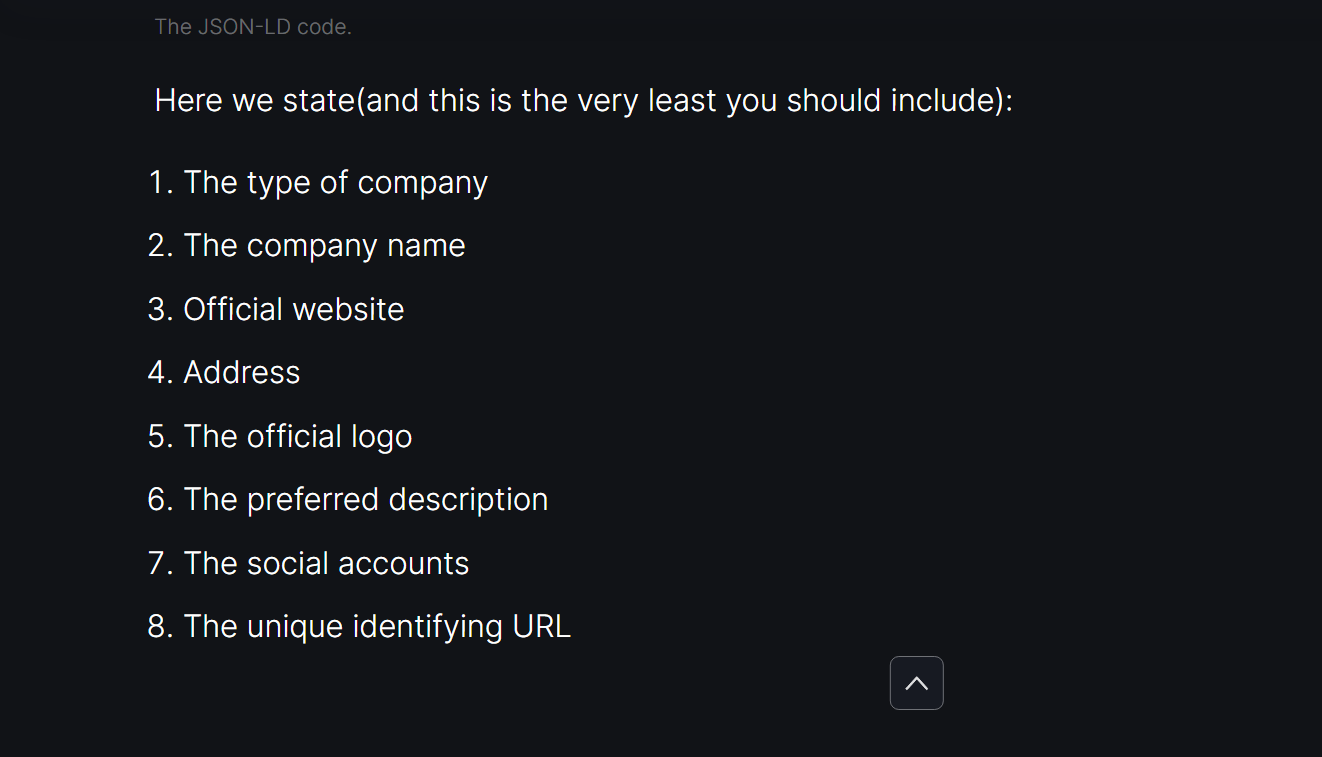 The JSON-LD code.
Here we state(and this is the very least you should include):
1. The type of company
2. The company name
3. Official website
4. Address
5. The official logo
6. The preferred description
7. The social accounts
8. The unique identifying URL